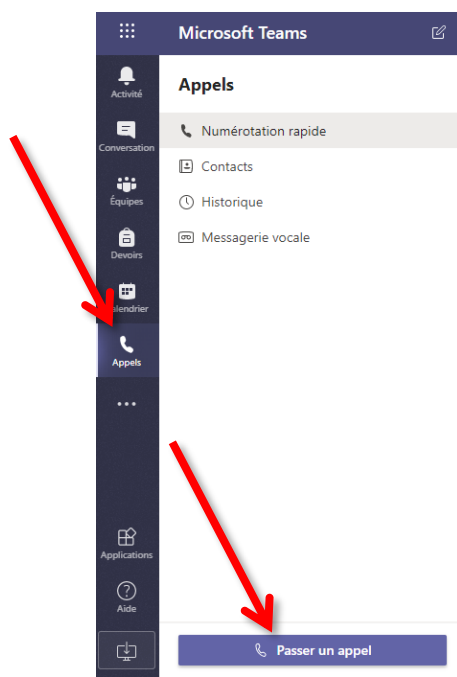 Microsoft Teams
Activité
Conversation
Équipes
Devoirs
alendrier
Appels
Applications
Aide
Appels
Numérotation rapide
Contacts
Historique
Messagerie vocale
Passer un appel